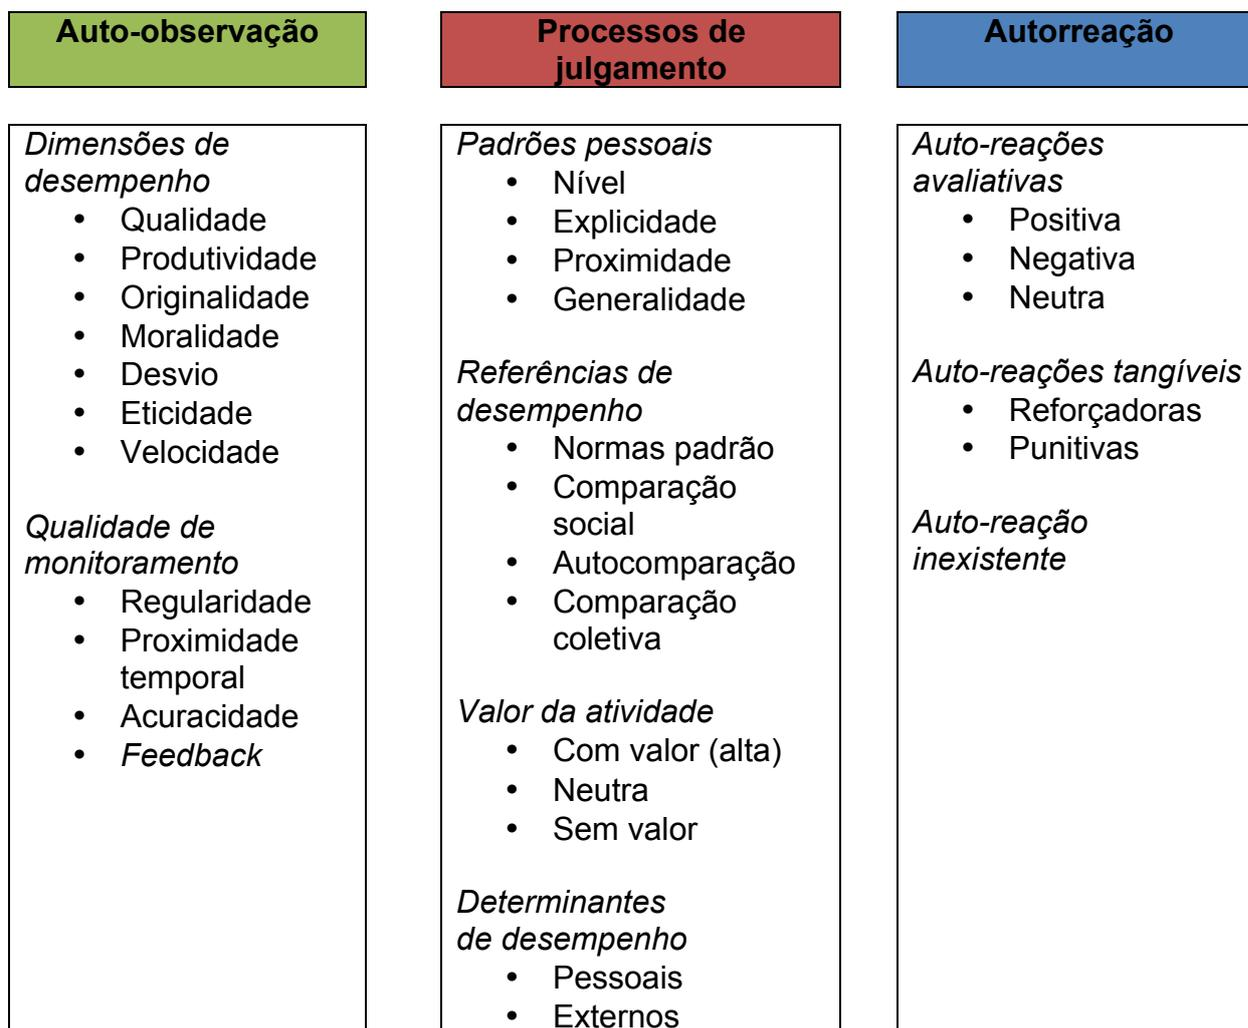 Auto-observação
Dimensões de
desempenho
• Qualidade
• Produtividade
• Originalidade
• Moralidade
• Desvio
• Eticidade
• Velocidade
Qualidade de
monitoramento
• Regularidade
• Proximidade
temporal
• Acuracidade
• Feedback
Processos de
julgamento
Padrões pessoais
• Nível
• Explicidade
• Proximidade
• Generalidade
Referências de
desempenho
• Normas padrão
• Comparação
social
• Autocomparação
• Comparação
coletiva
Valor da atividade
• Com valor (alta)
• Neutra
• Sem valor
Determinantes
de desempenho
• Pessoais
• Externos
Autorreação
Auto-reações
avaliativas
• Positiva
• Negativa
• Neutra
Auto-reações tangíveis
• Reforçadoras
• Punitivas
Auto-reação
inexistente